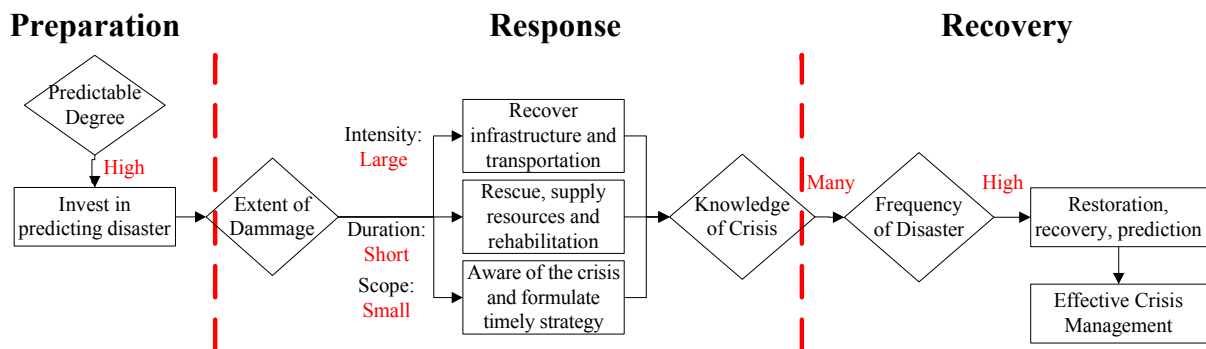 Preparation
Response
Recovery
Predictable
Degree
High
Invest in
predicting disaster
Extent of
Dammage
Intensity:
Large
Duration:
Short
Scope:
Small
Recover
infrastructure and
transportation
Rescue, supply
resources and
rehabilitation
Aware of the crisis
and formulate
timely strategy
Knowledge
of Crisis
Many
Frequency
of Disaster
High
Restoration,
recovery, prediction
Effective Crisis
Management